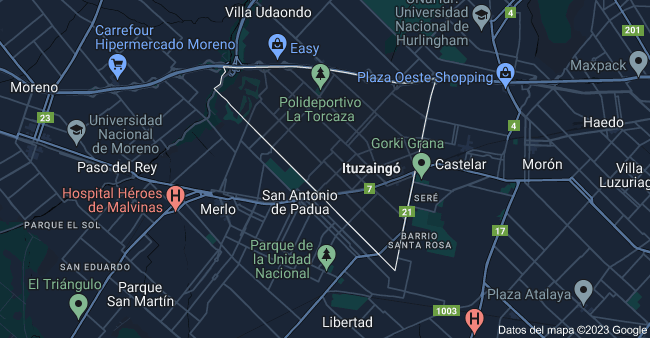 Villa Udaondo
Universidad
Nacional de
Hurlingham
4
201
Carrefour
Hipermercado Moreno
Easy
Maxpack
Plaza Oeste Shopping
Moreno
Polideportivo
La Torcaza
23
Universidad
Nacional
de Moreno
4
Haedo
Gorki Grana
Paso del Rey
Ituzaingó
Castelar
Morón
Villa
Luzuriaga
Hospital Héroes
de Malvinas
7
San Antonio
de Padua
SERÉ
Merlo
21
PARQUE EL SOL
17
BARRIO
SANTA ROSA
Parque de
la Unidad
Nacional
SAN EDUARDO
El Triángulo
Parque
San Martín
Plaza Atalaya
1003
Libertad
Datos del mapa ©2023 Google